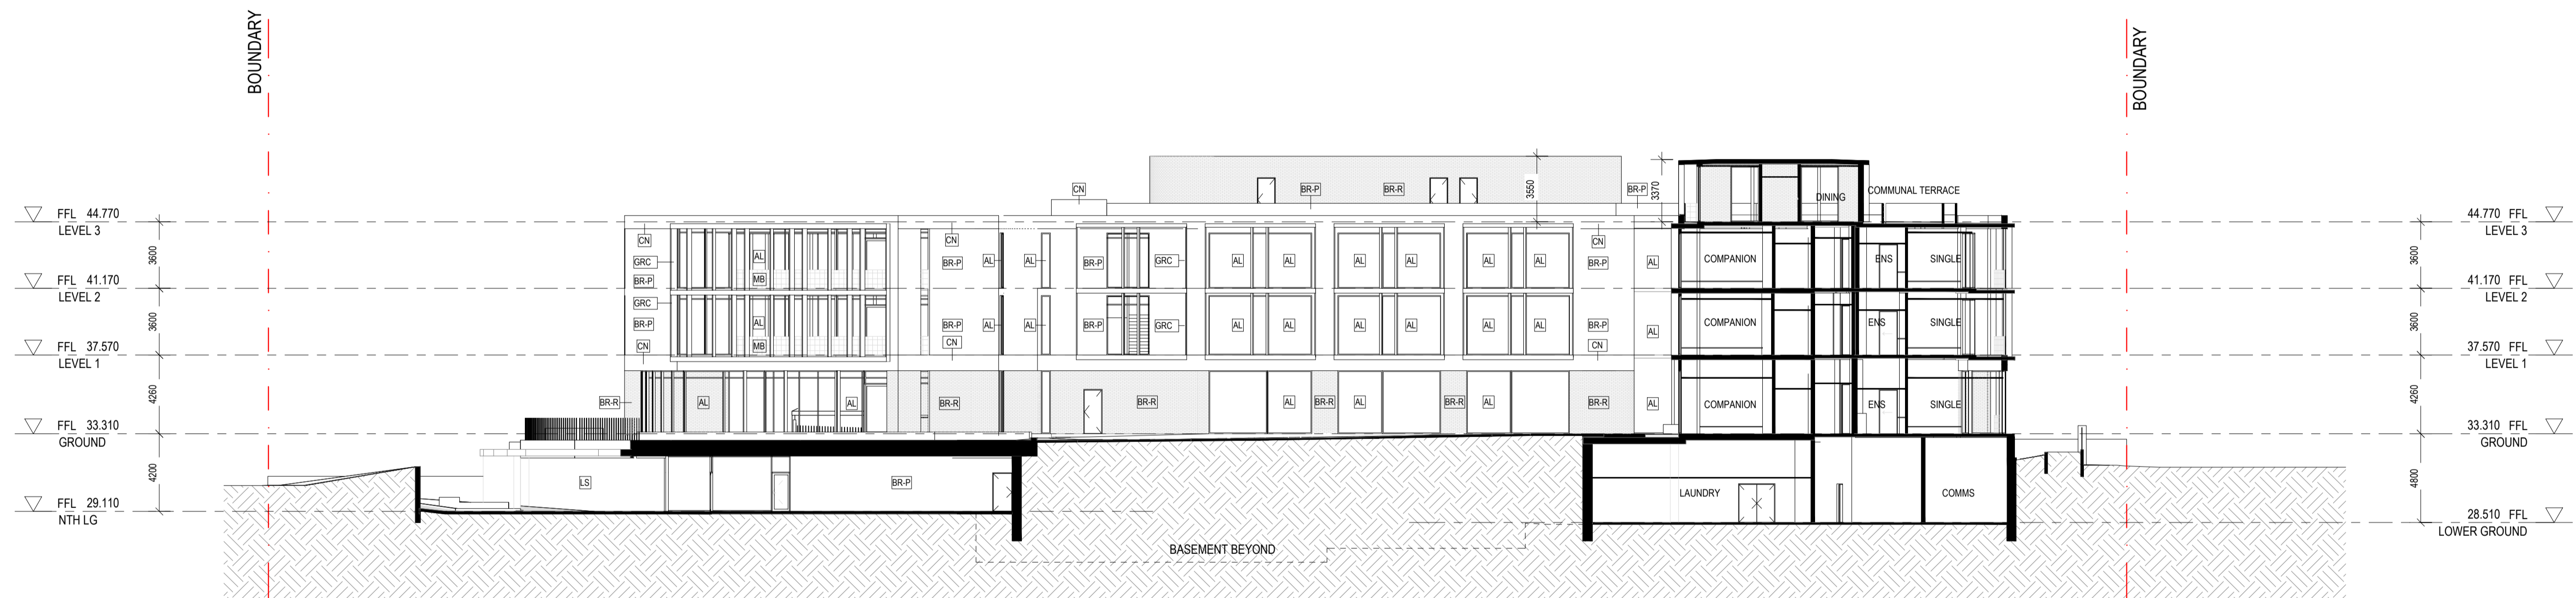 BOUNDARY
BOUNDARY
3550
3370
CN
BR-P
BR-R
BR-P
DINING
COMMUNAL TERRACE
FFL 44.770
LEVEL 3
44.770 FFL
LEVEL 3
3600
CN
GRC
BR-P
AL
MB
CN
BR-P
AL
AL
BR-P
GRC
AL
AL
AL
AL
AL
AL
CN
BR-P
AL
COMPANION
ENS
SINGLE
3600
FFL 41.170
LEVEL 2
41.170 FFL
LEVEL 2
3600
GRC
BR-P
CN
AL
MB
BR-P
CN
AL
AL
BR-P
GRC
AL
AL
AL
AL
AL
AL
BR-P
CN
AL
COMPANION
ENS
SINGLE
3600
FFL 37.570
LEVEL 1
37.570 FFL
LEVEL 1
4260
BR-R
AL
AL
BR-R
BR-R
AL
BR-R
AL
BR-R
AL
BR-R
AL
COMPANION
ENS
SINGLE
4260
FFL 33.310
GROUND
33.310 FFL
GROUND
4200
LS
BR-P
LAUNDRY
COMMS
4800
FFL 29.110
NTH LG
28.510 FFL
LOWER GROUND
BASEMENT BEYOND